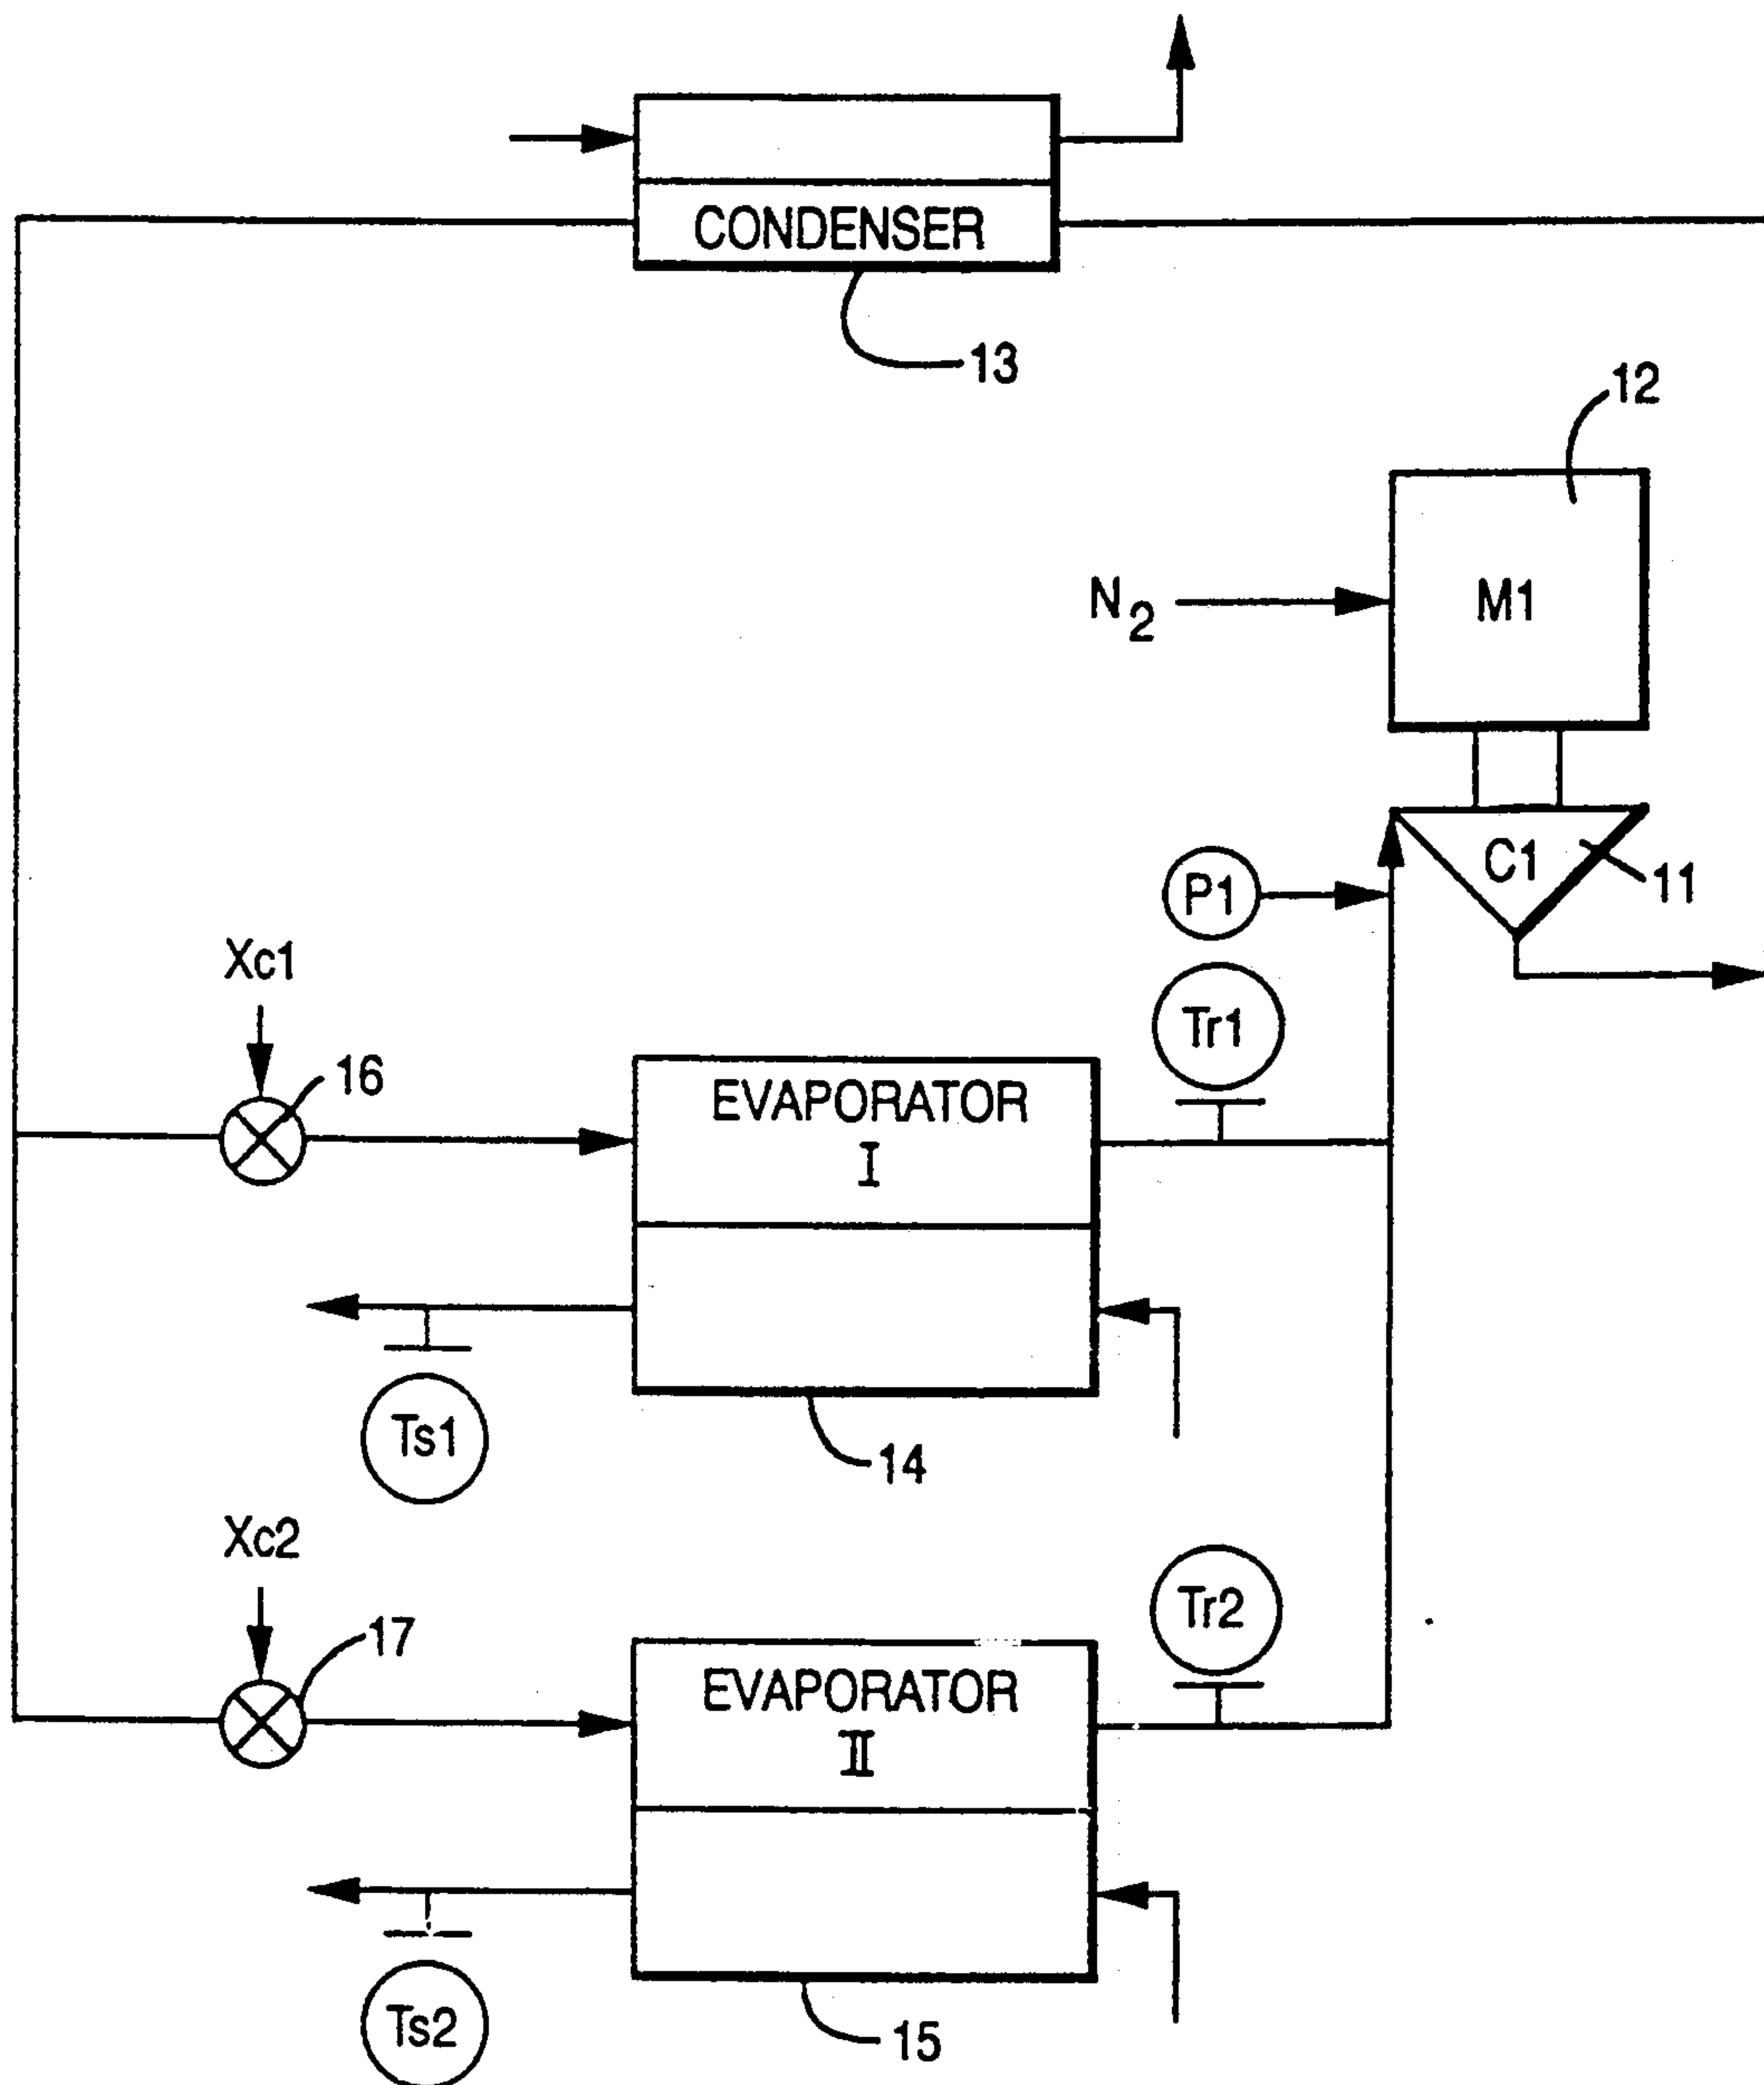 CONDENSER
13
12
N2
M1
C1
11
P1
Xc1
Tr1
16
EVAPORATOR
I
Ts1
14
Xc2
Tr2
17
EVAPORATOR
II
Ts2
15